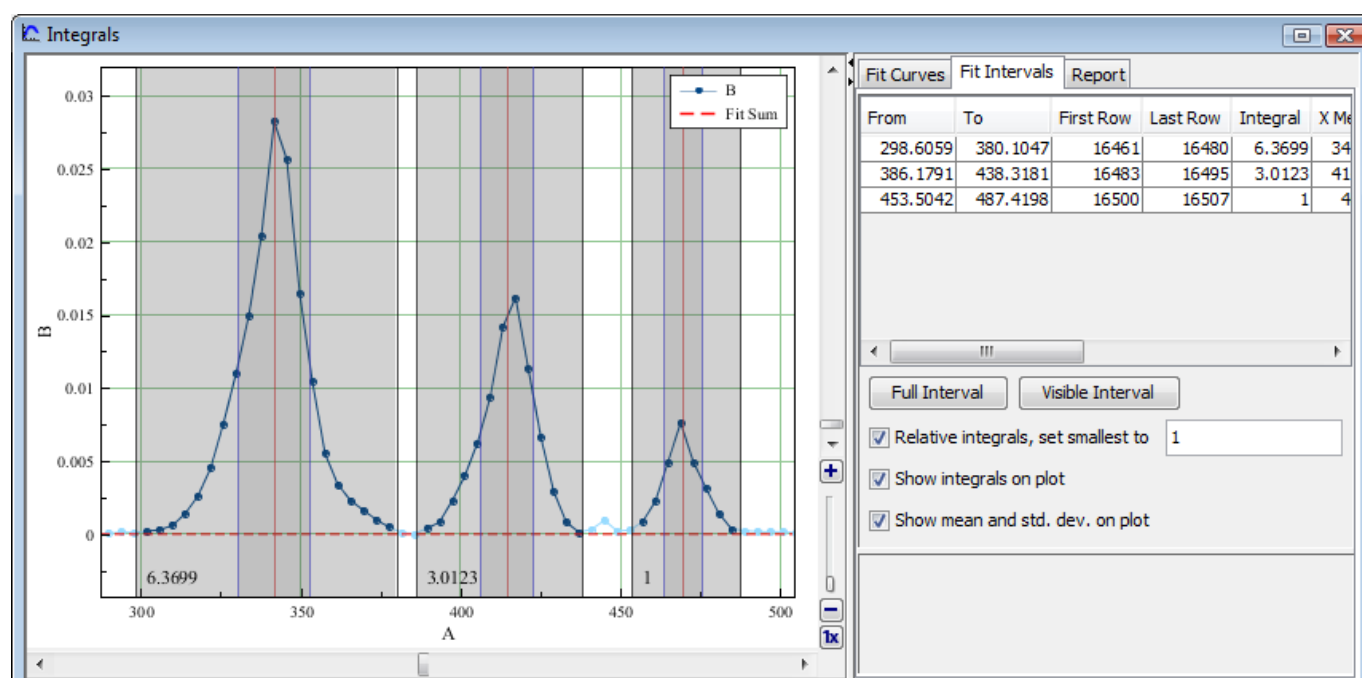 Integrals
B
Fit Sum
0.03
0.025
0.02
0.015
0.01
0.005
0
B
6.3699
3.0123
1
300
350
400
450
500
A
1x
Fit Curves Fit Intervals Report
From To First Row Last Row Integral X Me
298.6059 380.1047 16461 16480 6.3699 34
386.1791 438.3181 16483 16495 3.0123 41
453.5042 487.4198 16500 16507 1 4
Full Interval Visible Interval
Relative integrals, set smallest to 1
Show integrals on plot
Show mean and std. dev. on plot